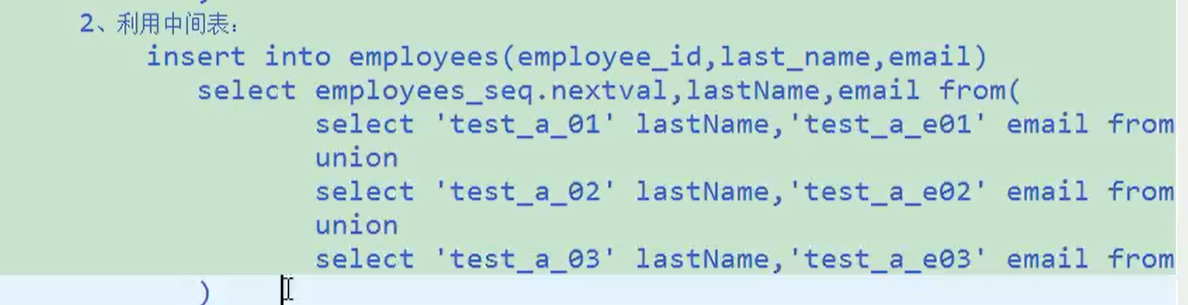 2、利用中间表:
insert into employees(employee_id,last_name,email)
select employees_seq.nextval,lastName,email from(
select 'test_a_01' lastName,'test_a_e01' email from
union
select 'test_a_02' lastName,'test_a_e02' email from
union
select 'test_a_03' lastName,'test_a_e03' email from
)